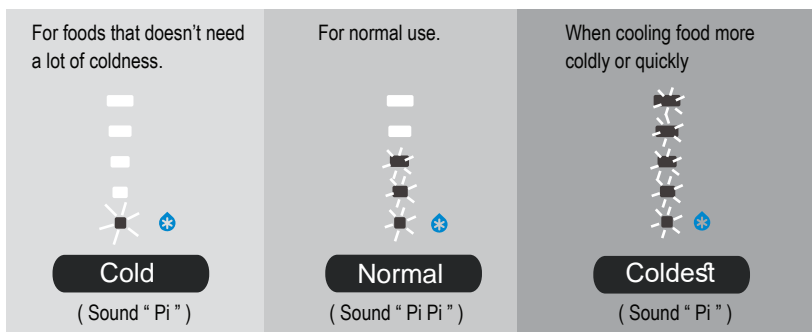 For foods that doesn't need
a lot of coldness.
Cold
( Sound “ Pi ” )
For normal use.
Normal
( Sound “ Pi Pi ” )
When cooling food more
coldly or quickly
Coldest
( Sound “ Pi ” )